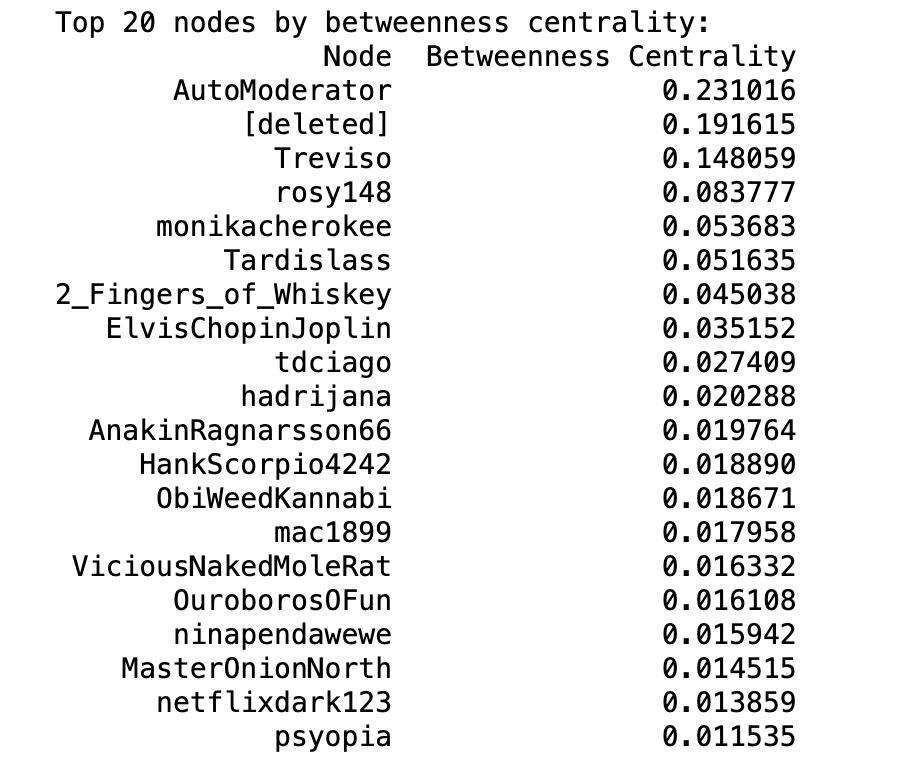 Top 20 nodes by betweenness centrality:
Node Betweenness Centrality
AutoModerator 0.231016
[deleted] 0.191615
Treviso 0.148059
rosy148 0.083777
monikacherokee 0.053683
Tardislass 0.051635
2_Fingers_of_Whiskey 0.045038
ElvisChopinJoplin 0.035152
tdciago 0.027409
hadrijana 0.020288
AnakinRagnarsson66 0.019764
HankScorpio4242 0.018890
ObiWeedKannabi 0.018671
mac1899 0.017958
ViciousNakedMoleRat 0.016332
OuroborosOFun 0.016108
ninapendawewe 0.015942
MasterOnionNorth 0.014515
netflixdark123 0.013859
psyopia 0.011535